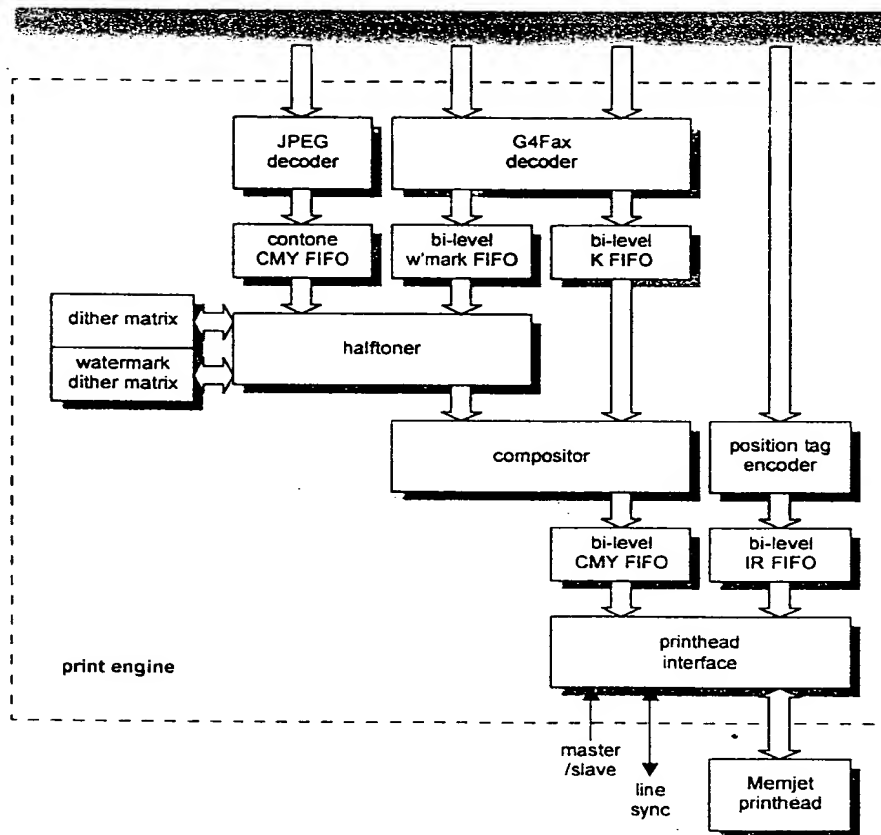 JPEG
decoder
G4Fax
decoder
contone
CMY FIFO
bi-level
w'mark FIFO
bi-level
K FIFO
dither matrix
watermark
dither matrix
halftoner
compositor
position tag
encoder
bi-level
CMY FIFO
bi-level
IR FIFO
printhead
interface
print engine
master
/slave
line
sync
Memjet
printhead